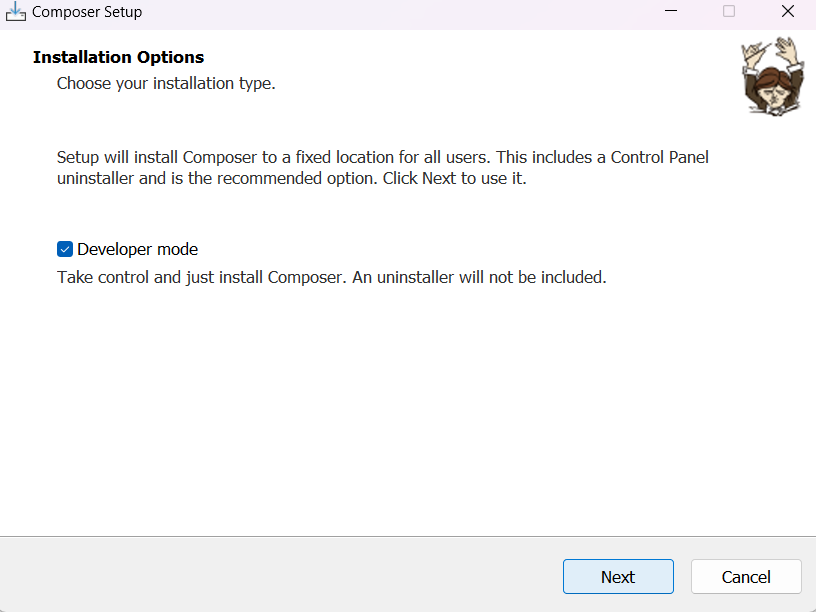 Composer Setup
Installation Options
Choose your installation type.
Setup will install Composer to a fixed location for all users. This includes a Control Panel
uninstaller and is the recommended option. Click Next to use it.
Developer mode
Take control and just install Composer. An uninstaller will not be included.
Next
Cancel